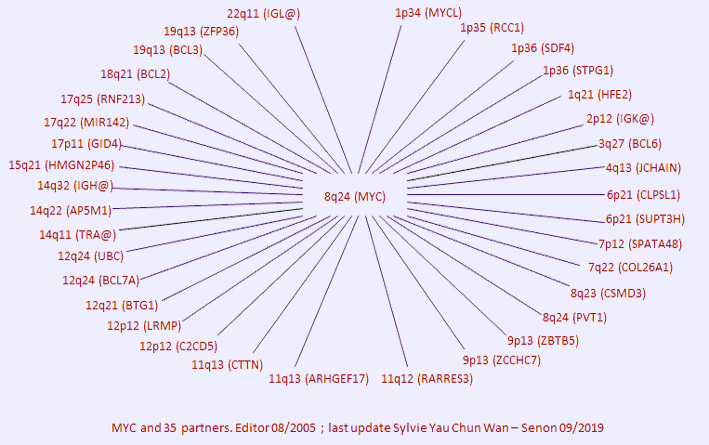 22q11 (IGL@)
1p34 (MYCL)
19q13 (ZFP36)
1p35 (RCC1)
19q13 (BCL3)
1p36 (SDF4)
18q21 (BCL2)
1p36 (STPG1)
17q25 (RNF213)
1q21 (HFE2)
17q22 (MIR142)
2p12 (IGK@)
17p11 (GID4)
3q27 (BCL6)
15q21 (HMGN2P46)
4q13 (JCHAIN)
14q32 (IGH@)
8q24 (MYC)
6p21 (CLPSL1)
14q22 (AP5M1)
6p21 (SUPT3H)
14q11 (TRA@)
7p12 (SPATA48)
12q24 (UBC)
7q22 (COL26A1)
12q24 (BCL7A)
8q23 (CSMD3)
12q21 (BTG1)
8q24 (PVT1)
12p12 (LRMP)
9p13 (ZBTB5)
12p12 (C2CD5)
9p13 (ZCCHC7)
11q13 (CTTN)
11q13 (ARHGEF17)
11q12 (RARRES3)
MYC and 35 partners. Editor 08/2005 ; last update Sylvie Yau Chun Wan – Senon 09/2019